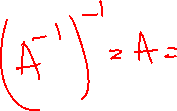 (A⁻¹)⁻¹ = A =